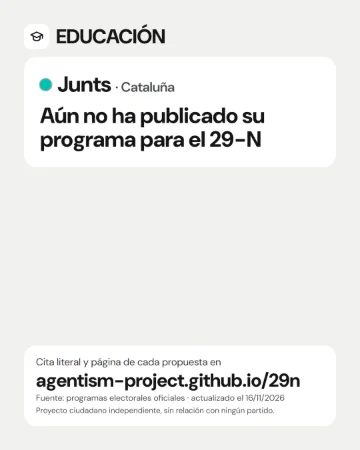 EDUCACIÓN
Junts · Cataluña
Aún no ha publicado su
programa para el 29-N
Cita literal y página de cada propuesta en
agentism-project.github.io/29n
Fuente: programas electorales oficiales · actualizado el 16/11/2026
Proyecto ciudadano independiente, sin relación con ningún partido.